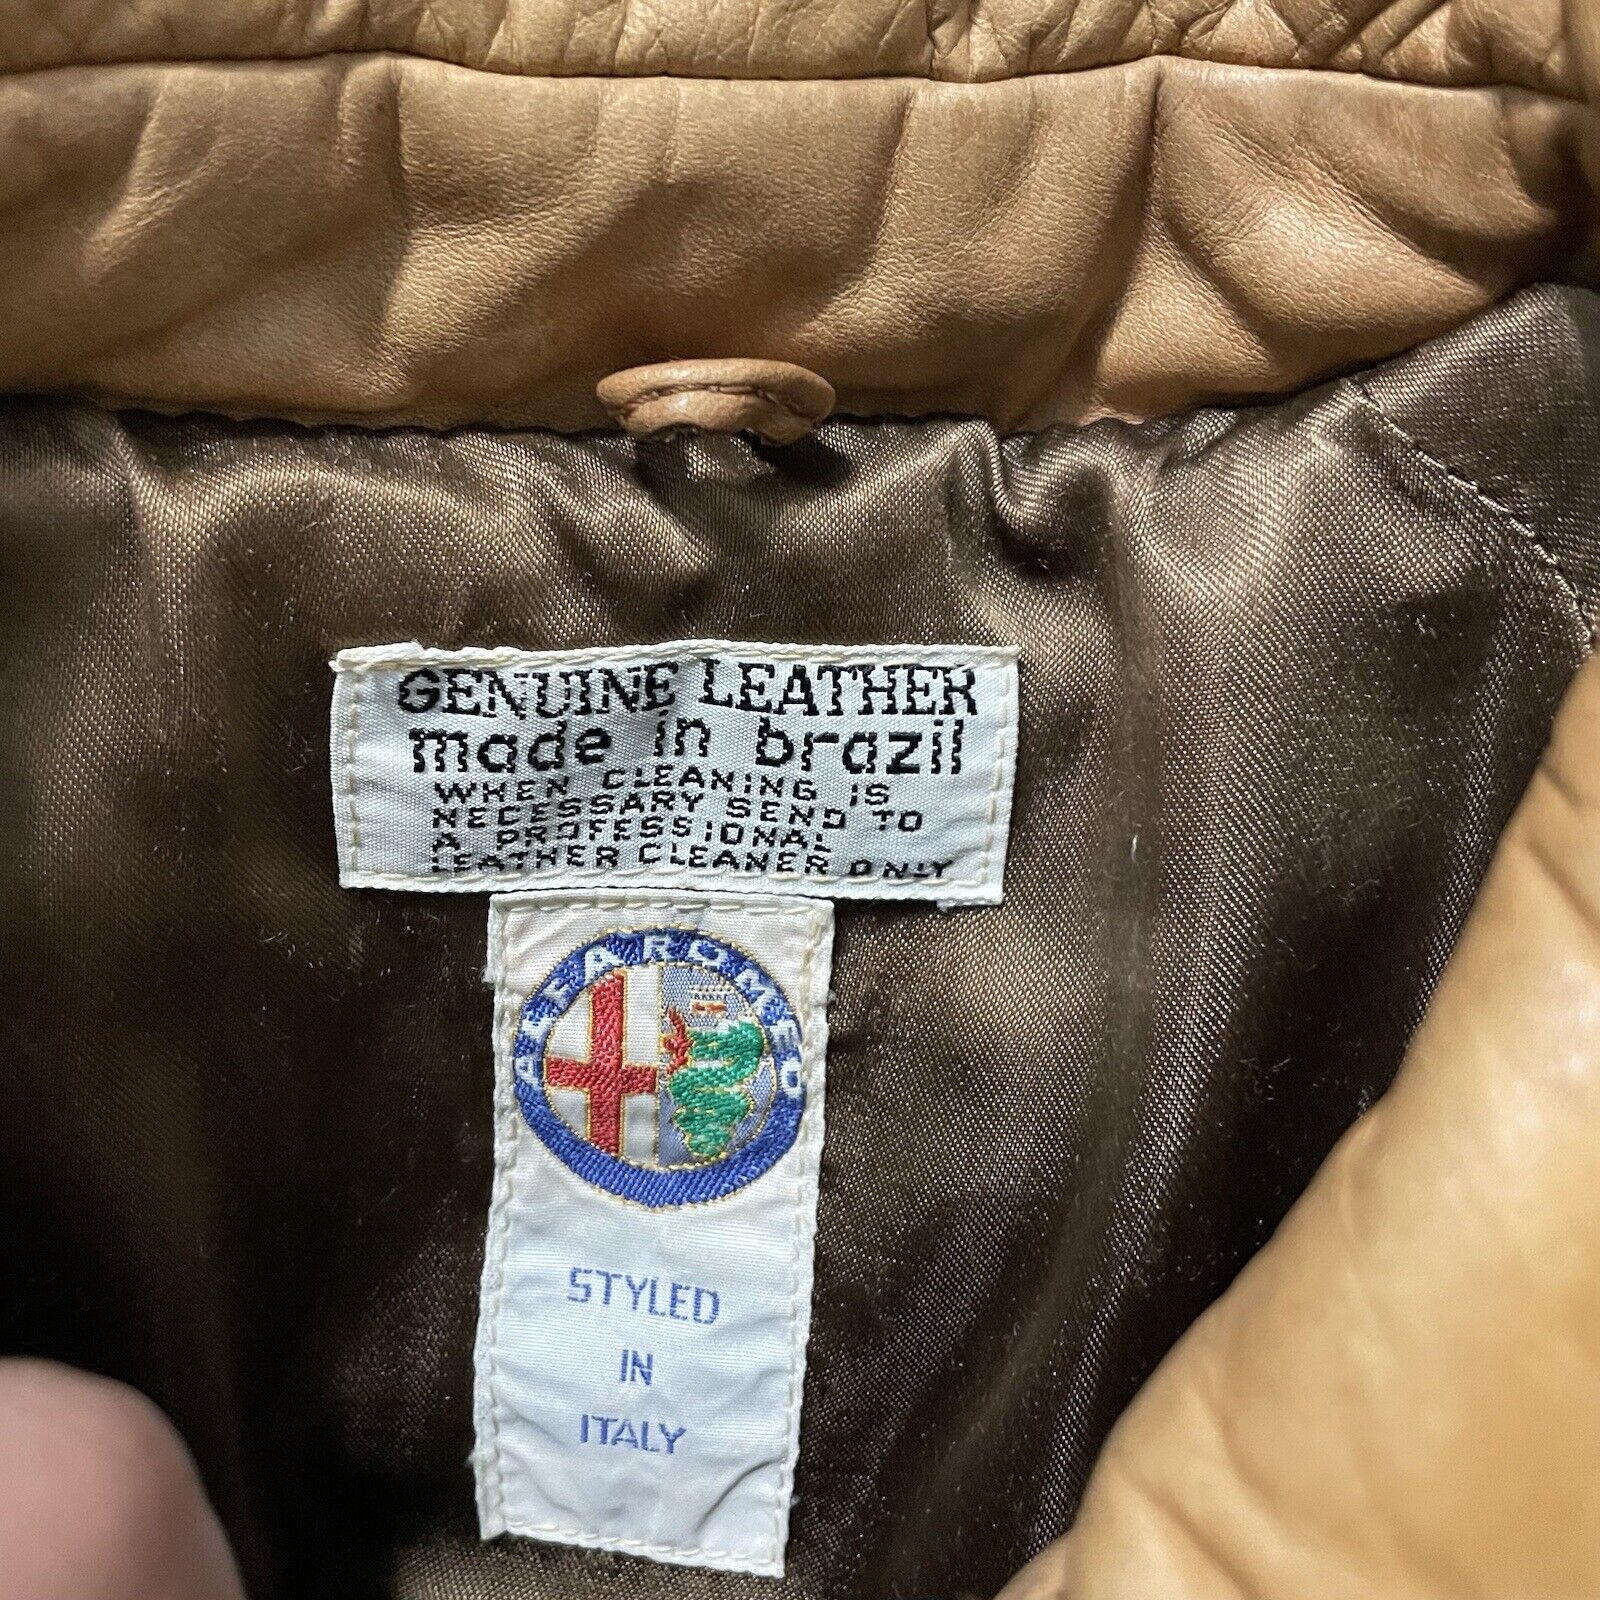 GENUINE LEATHER
made in brazil
WHEN CLEANING IS
NECESSARY SEND TO
A PROFESSIONAL
LEATHER CLEANER ONLY
ALFA ROMEO
STYLED
IN
ITALY